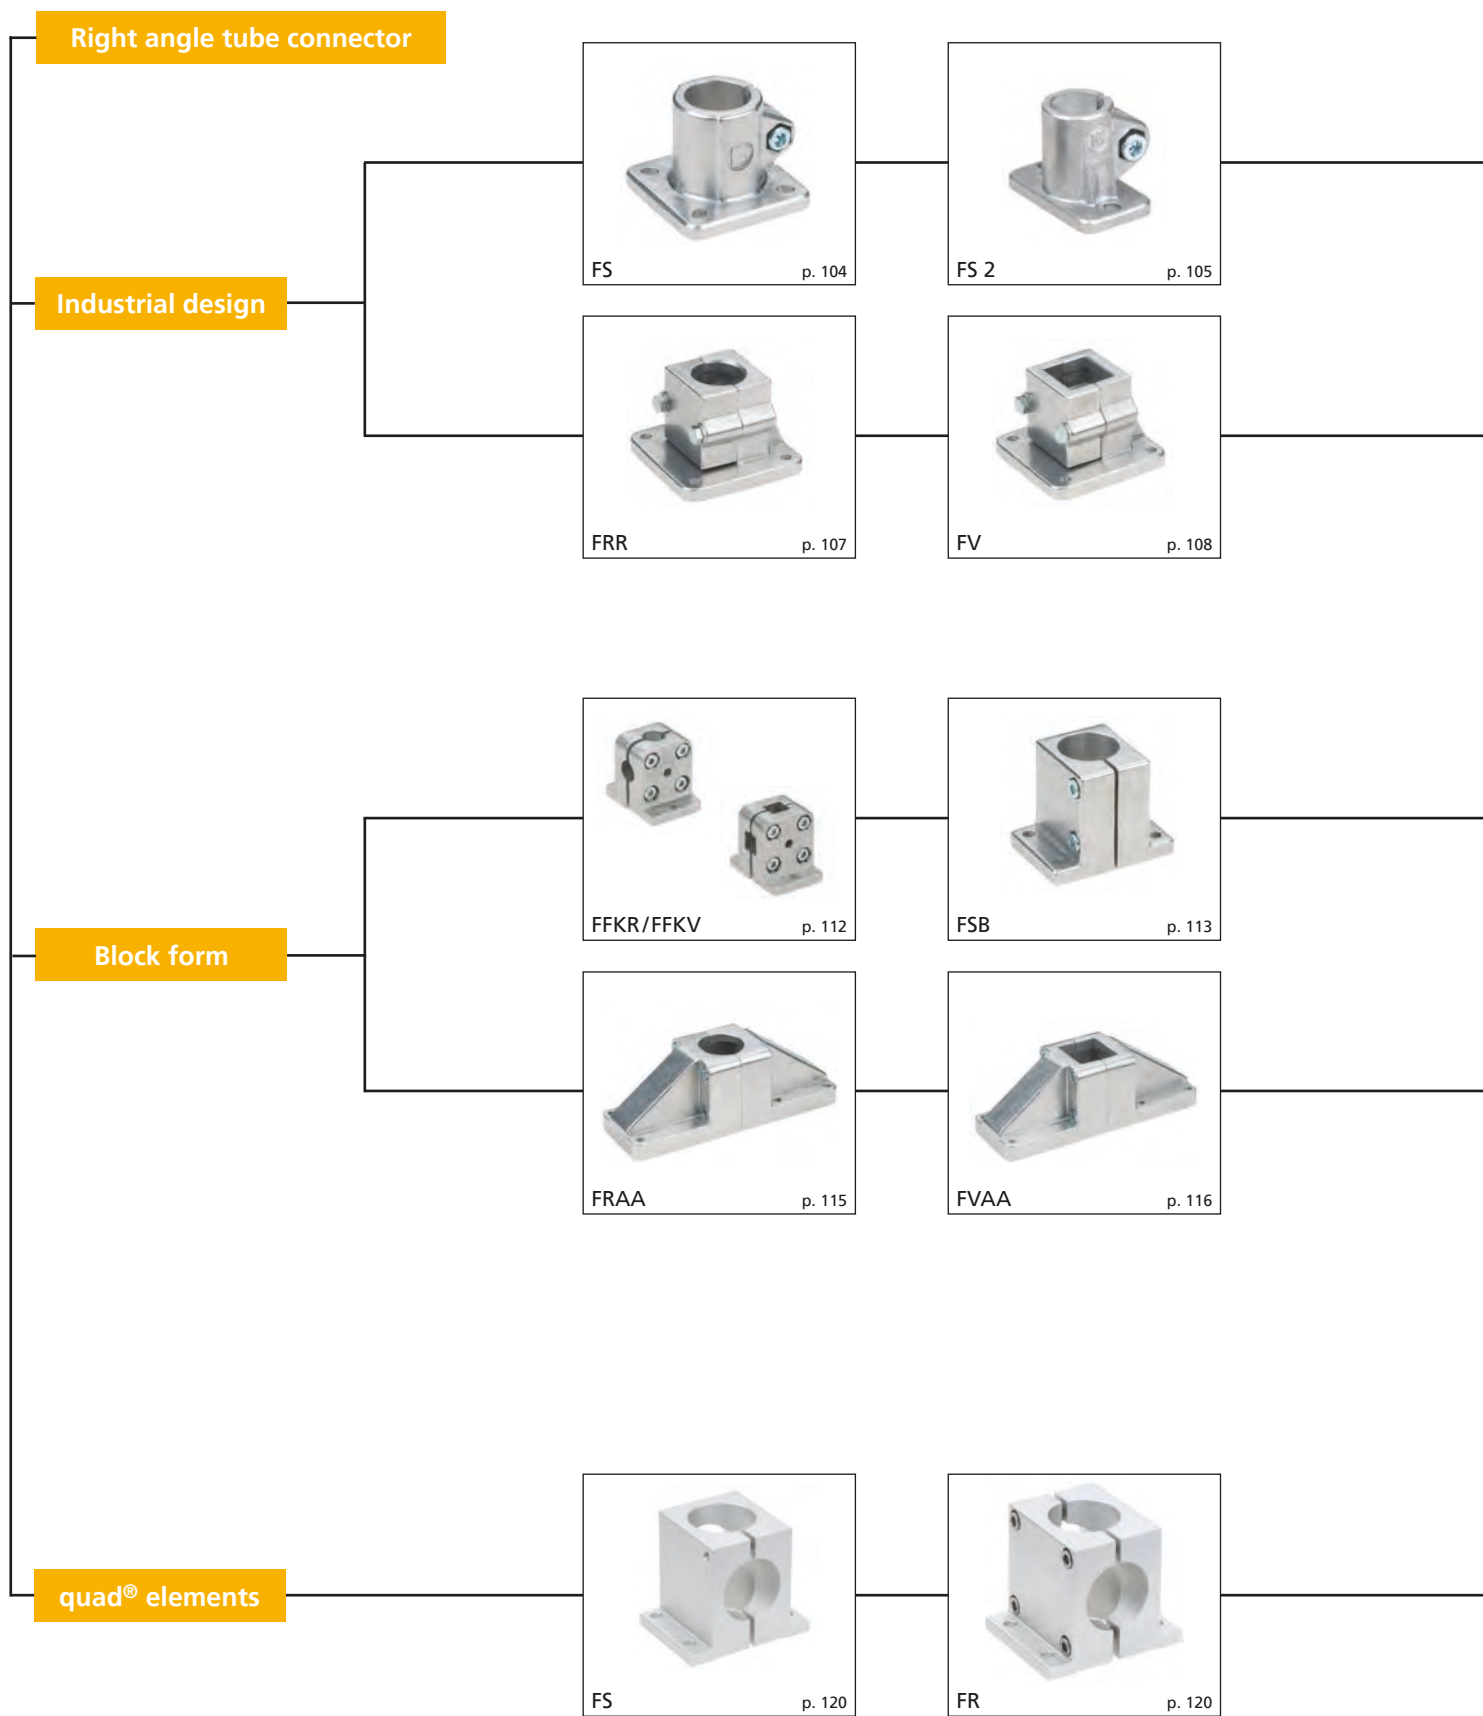 Right angle tube connector
FS p. 104
FS 2 p. 105
Industrial design
FRR p. 107
FV p. 108
FFKR/FFKV p. 112
FSB p. 113
Block form
FRAA p. 115
FVAA p. 116
quad® elements
FS p. 120
FR p. 120